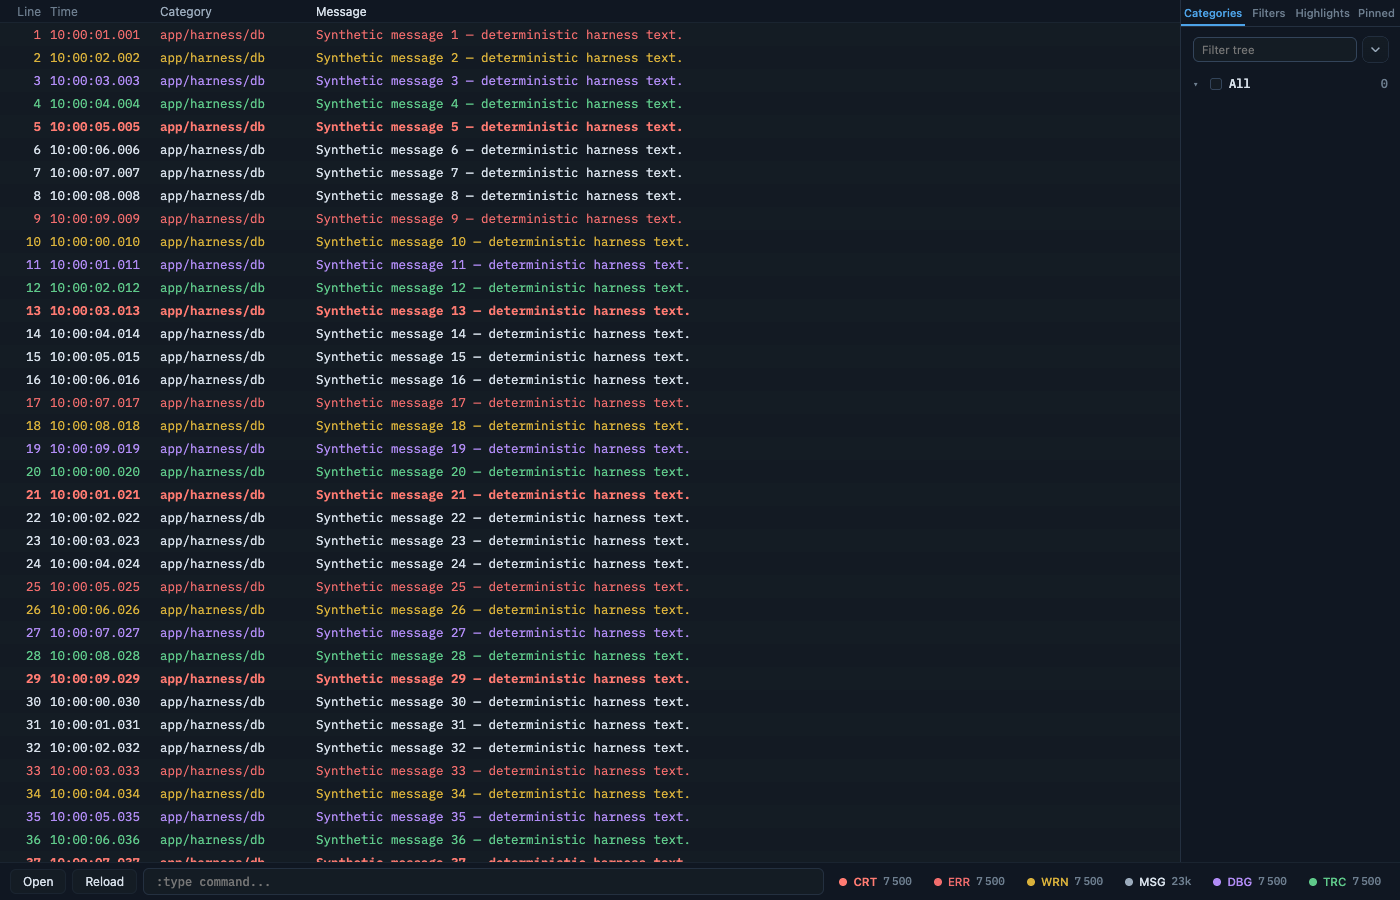 Line Time Category Message
1 10:00:01.001 app/harness/db Synthetic message 1 — deterministic harness text.
2 10:00:02.002 app/harness/db Synthetic message 2 — deterministic harness text.
3 10:00:03.003 app/harness/db Synthetic message 3 — deterministic harness text.
4 10:00:04.004 app/harness/db Synthetic message 4 — deterministic harness text.
5 10:00:05.005 app/harness/db Synthetic message 5 — deterministic harness text.
6 10:00:06.006 app/harness/db Synthetic message 6 — deterministic harness text.
7 10:00:07.007 app/harness/db Synthetic message 7 — deterministic harness text.
8 10:00:08.008 app/harness/db Synthetic message 8 — deterministic harness text.
9 10:00:09.009 app/harness/db Synthetic message 9 — deterministic harness text.
10 10:00:00.010 app/harness/db Synthetic message 10 — deterministic harness text.
11 10:00:01.011 app/harness/db Synthetic message 11 — deterministic harness text.
12 10:00:02.012 app/harness/db Synthetic message 12 — deterministic harness text.
13 10:00:03.013 app/harness/db Synthetic message 13 — deterministic harness text.
14 10:00:04.014 app/harness/db Synthetic message 14 — deterministic harness text.
15 10:00:05.015 app/harness/db Synthetic message 15 — deterministic harness text.
16 10:00:06.016 app/harness/db Synthetic message 16 — deterministic harness text.
17 10:00:07.017 app/harness/db Synthetic message 17 — deterministic harness text.
18 10:00:08.018 app/harness/db Synthetic message 18 — deterministic harness text.
19 10:00:09.019 app/harness/db Synthetic message 19 — deterministic harness text.
20 10:00:00.020 app/harness/db Synthetic message 20 — deterministic harness text.
21 10:00:01.021 app/harness/db Synthetic message 21 — deterministic harness text.
22 10:00:02.022 app/harness/db Synthetic message 22 — deterministic harness text.
23 10:00:03.023 app/harness/db Synthetic message 23 — deterministic harness text.
24 10:00:04.024 app/harness/db Synthetic message 24 — deterministic harness text.
25 10:00:05.025 app/harness/db Synthetic message 25 — deterministic harness text.
26 10:00:06.026 app/harness/db Synthetic message 26 — deterministic harness text.
27 10:00:07.027 app/harness/db Synthetic message 27 — deterministic harness text.
28 10:00:08.028 app/harness/db Synthetic message 28 — deterministic harness text.
29 10:00:09.029 app/harness/db Synthetic message 29 — deterministic harness text.
30 10:00:00.030 app/harness/db Synthetic message 30 — deterministic harness text.
31 10:00:01.031 app/harness/db Synthetic message 31 — deterministic harness text.
32 10:00:02.032 app/harness/db Synthetic message 32 — deterministic harness text.
33 10:00:03.033 app/harness/db Synthetic message 33 — deterministic harness text.
34 10:00:04.034 app/harness/db Synthetic message 34 — deterministic harness text.
35 10:00:05.035 app/harness/db Synthetic message 35 — deterministic harness text.
36 10:00:06.036 app/harness/db Synthetic message 36 — deterministic harness text.
37 10:00:07.037 app/harness/db Synthetic message 37 — deterministic harness text.
Categories Filters Highlights Pinned
Filter tree
All 0
Open Reload :type command... CRT 7 500 ERR 7 500 WRN 7 500 MSG 23k DBG 7 500 TRC 7 500